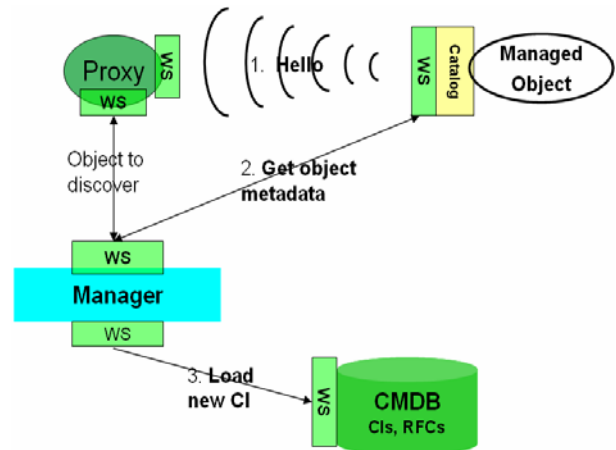 Proxy
WS
WS
1. Hello
WS
Catalog
Managed
Object
Object to
discover
2. Get object
metadata
WS
Manager
WS
3. Load
new CI
WS
CMDB
CIs, RFCs